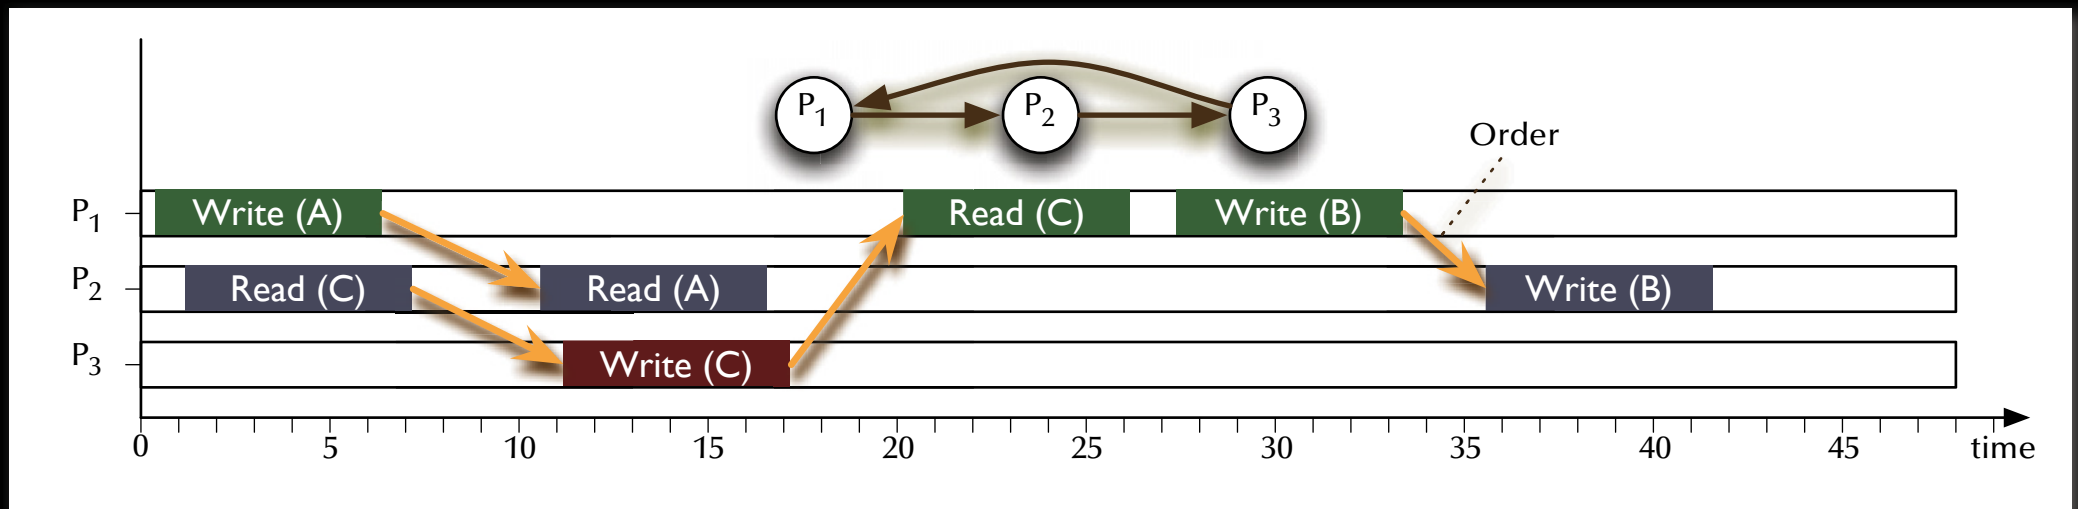 P1 P2 P3
Order
P1 Write (A) Read (C) Write (B)
P2 Read (C) Read (A) Write (B)
P3 Write (C)
0 5 10 15 20 25 30 35 40 45 time